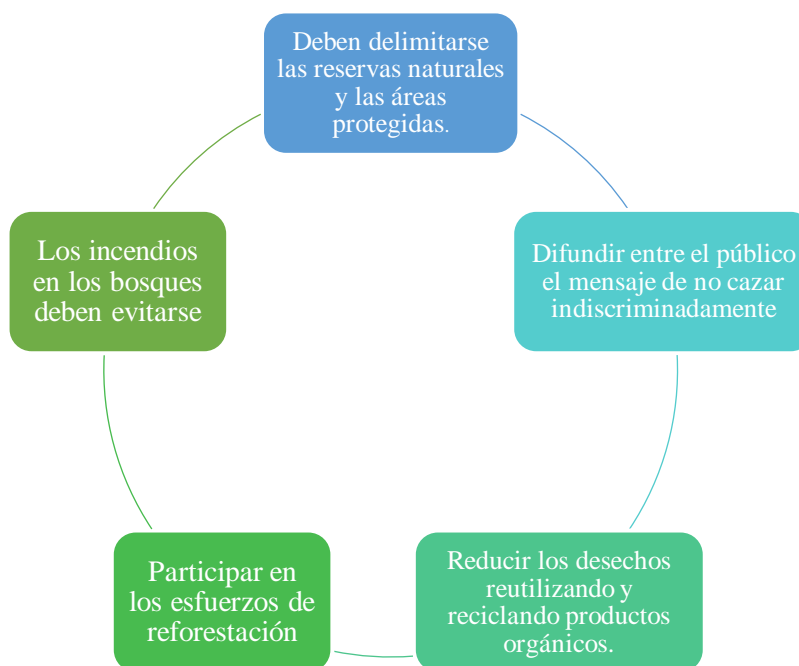 Deben delimitarse
las reservas naturales
y las áreas
protegidas.
Difundir entre el público
el mensaje de no cazar
indiscriminadamente
Reducir los desechos
reutilizando y
reciclando productos
orgánicos.
Participar en
los esfuerzos de
reforestación
Los incendios
en los bosques
deben evitarse